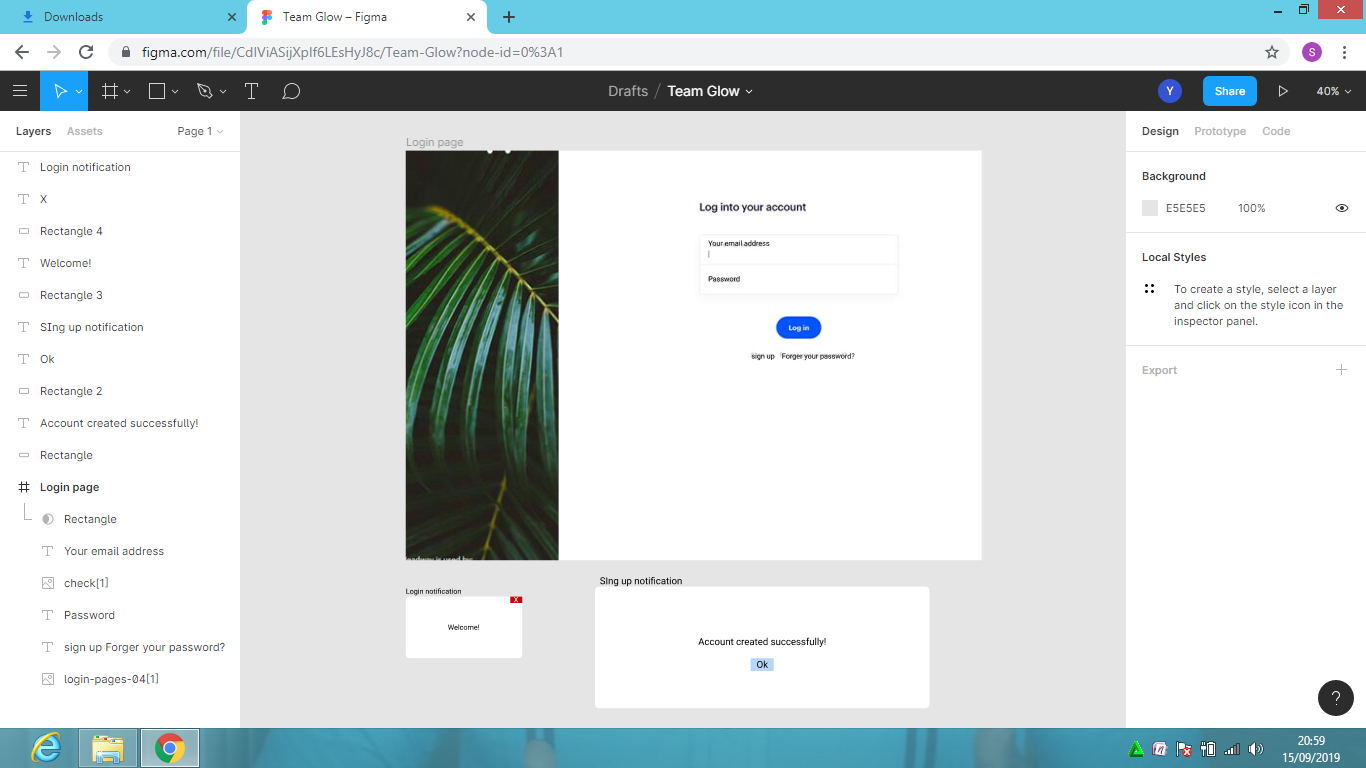 Downloads
Team Glow – Figma
figma.com/file/CdIViASijXpIf6LEsHyJ8c/Team-Glow?node-id=0%3A1
S
Drafts / Team Glow
Y
Share
40%
Layers
Assets
Page 1
Login notification
X
Rectangle 4
Welcome!
Rectangle 3
SIng up notification
Ok
Rectangle 2
Account created successfully!
Rectangle
Login page
Rectangle
Your email address
check[1]
Password
sign up Forger your password?
login-pages-04[1]
Login page
Log into your account
Your email address
Password
Log in
sign up Forger your password?
Login notification
X
Welcome!
SIng up notification
Account created successfully!
Ok
Design
Prototype
Code
Background
E5E5E5
100%
Local Styles
To create a style, select a layer
and click on the style icon in the
inspector panel.
Export
?
20:59
15/09/2019